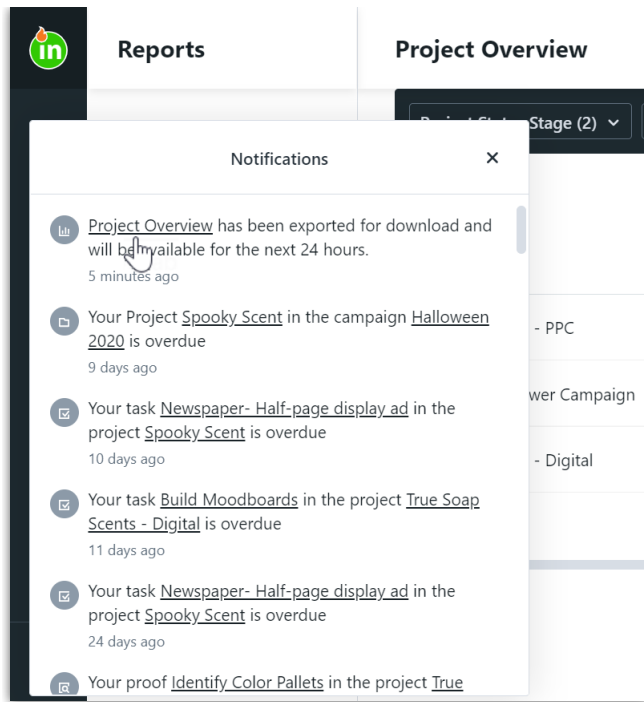 in
Reports
Project Overview
Stage (2)
Notifications
Project Overview has been exported for download and
will be available for the next 24 hours.
5 minutes ago
Your Project Spooky Scent in the campaign Halloween
2020 is overdue
9 days ago
- PPC
Your task Newspaper- Half-page display ad in the
project Spooky Scent is overdue
10 days ago
wer Campaign
Your task Build Moodboards in the project True Soap
Scents - Digital is overdue
11 days ago
- Digital
Your task Newspaper- Half-page display ad in the
project Spooky Scent is overdue
24 days ago
Your proof Identify Color Pallets in the project True